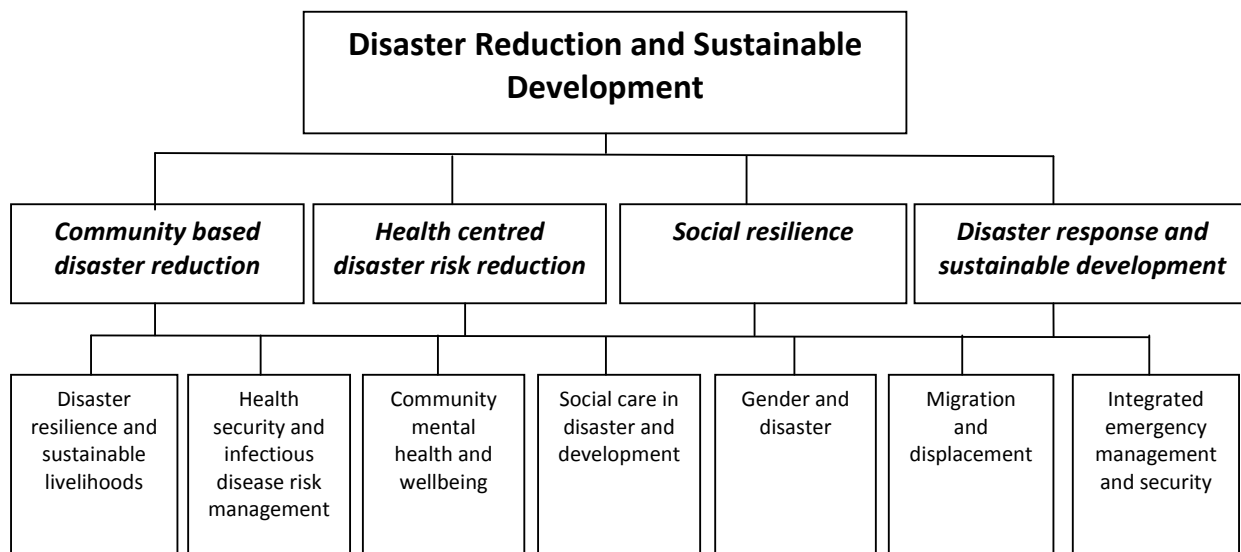 Disaster Reduction and Sustainable
Development
Community based
disaster reduction
Health centred
disaster risk reduction
Social resilience
Disaster response and
sustainable development
Disaster
resilience and
sustainable
livelihoods
Health
security and
infectious
disease risk
management
Community
mental
health and
wellbeing
Social care in
disaster and
development
Gender and
disaster
Migration
and
displacement
Integrated
emergency
management
and security